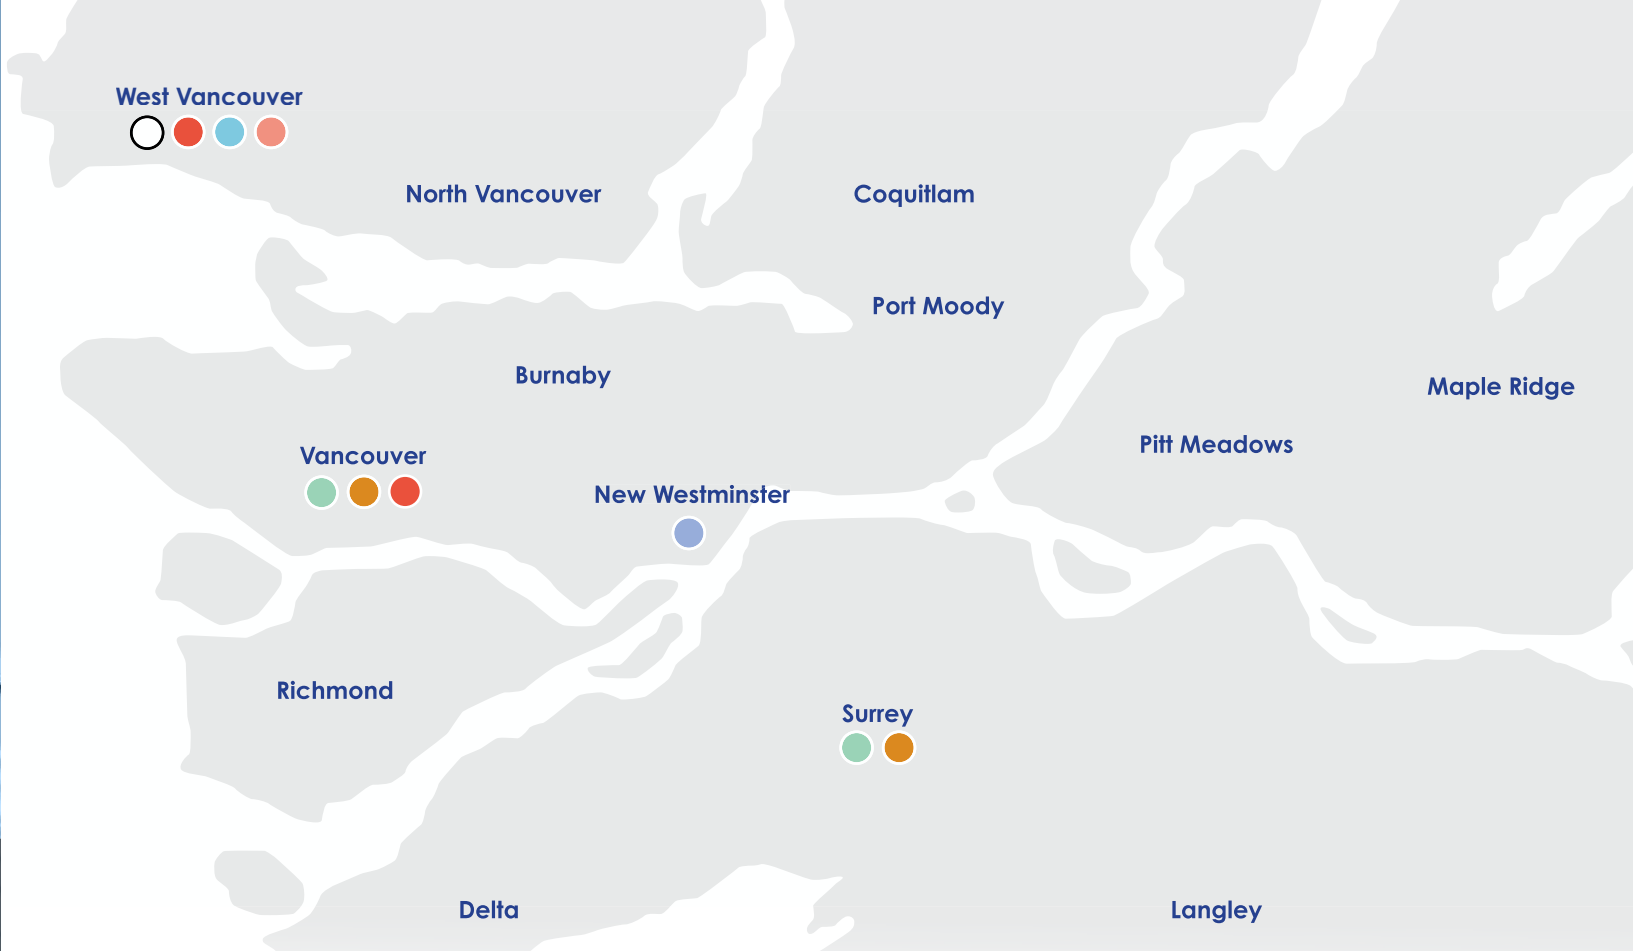 West Vancouver
North Vancouver
Coquitlam
Port Moody
Burnaby
Maple Ridge
Pitt Meadows
Vancouver
New Westminster
Richmond
Surrey
Delta
Langley